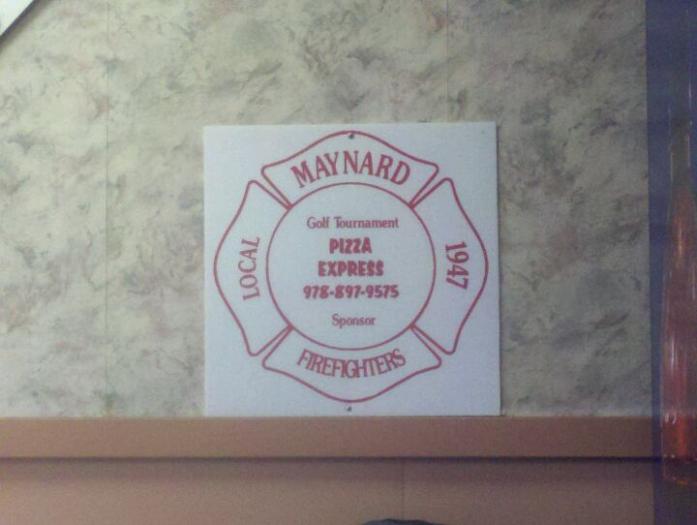 MAYNARD
Golf Tournament
PIZZA
EXPRESS
978-897-9575
Sponsor
LOCAL
1947
FIREFIGHTERS